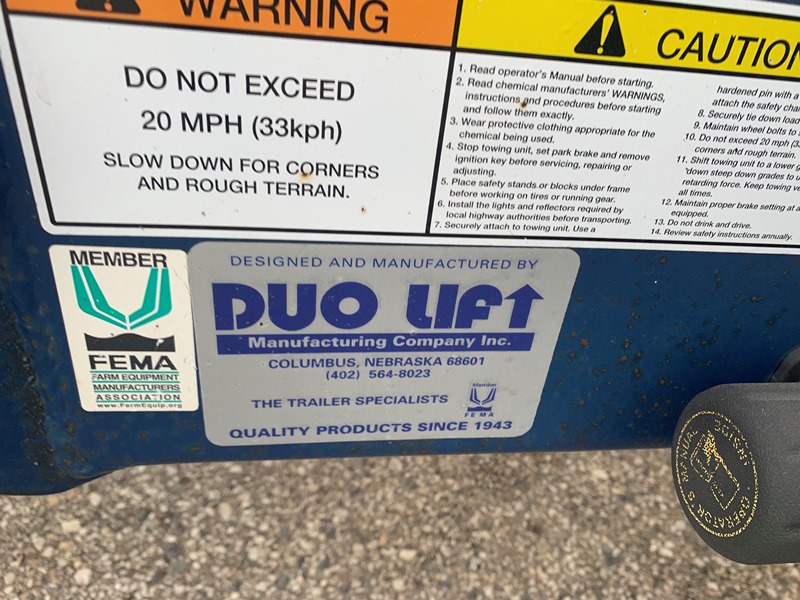 WARNING
DO NOT EXCEED
20 MPH (33kph)
SLOW DOWN FOR CORNERS
AND ROUGH TERRAIN.
CAUTION
1. Read operator's Manual before starting.
2. Read chemical manufacturers' WARNINGS,
instructions and procedures before starting
and follow them exactly.
3. Wear protective clothing appropriate for the
chemical being used.
4. Stop towing unit, set park brake and remove
ignition key before servicing, repairing or
adjusting.
5. Place safety stands or blocks under frame
before working on tires or running gear.
6. Install the lights and reflectors required by
local highway authorities before transporting.
7. Securely attach to towing unit. Use a
hardened pin with a
attach the safety cha
8. Securely tie down load
9. Maintain wheel bolts to
10. Do not exceed 20 mph (3
corners and rough terrain.
11. Shift towing unit to a lower g
down steep down grades to u
retarding force. Keep towing ve
all times.
12. Maintain proper brake setting at a
equipped.
13. Do not drink and drive.
14. Review safety instructions annually.
MEMBER
FEMA
FARM EQUIPMENT
MANUFACTURERS
ASSOCIATION
www.FarmEquip.org
DESIGNED AND MANUFACTURED BY
DUO LIFT
Manufacturing Company Inc.
COLUMBUS, NEBRASKA 68601
(402) 564-8023
THE TRAILER SPECIALISTS
Member
FEMA
QUALITY PRODUCTS SINCE 1943
OPERATOR'S MANUAL INSIDE